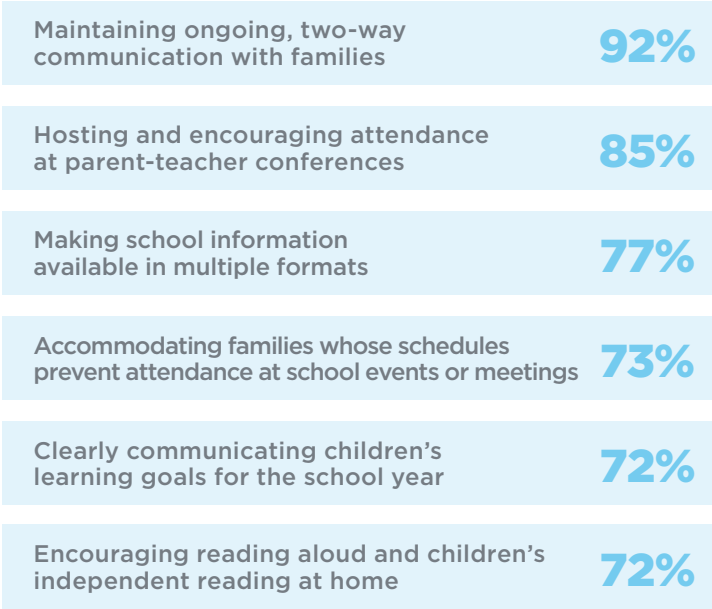 Maintaining ongoing, two-way
communication with families
92%
Hosting and encouraging attendance
at parent-teacher conferences
85%
Making school information
available in multiple formats
77%
Accommodating families whose schedules
prevent attendance at school events or meetings
73%
Clearly communicating children’s
learning goals for the school year
72%
Encouraging reading aloud and children’s
independent reading at home
72%